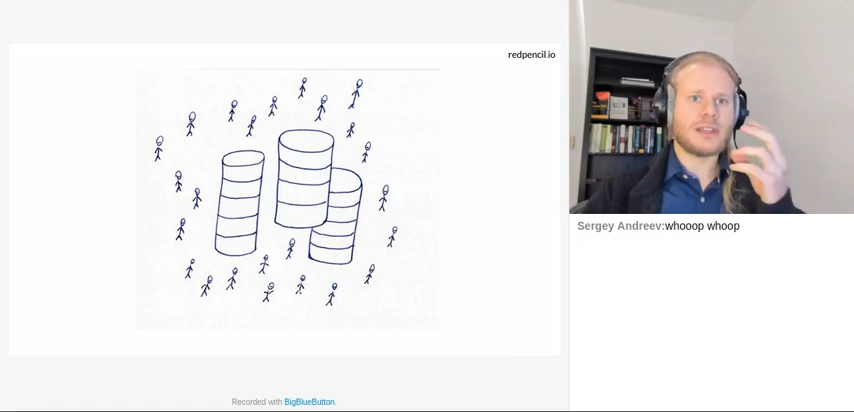 redpencil.io
Sergey Andreev:whooop whoop
Recorded with BigBlueButton.